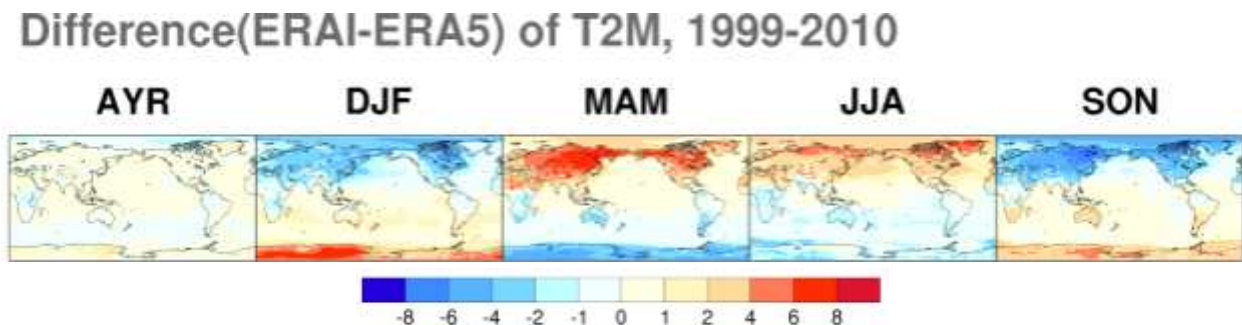 Difference(ERAI-ERA5) of T2M, 1999-2010
AYR DJF MAM JJA SON
-8 -6 -4 -2 -1 0 1 2 4 6 8